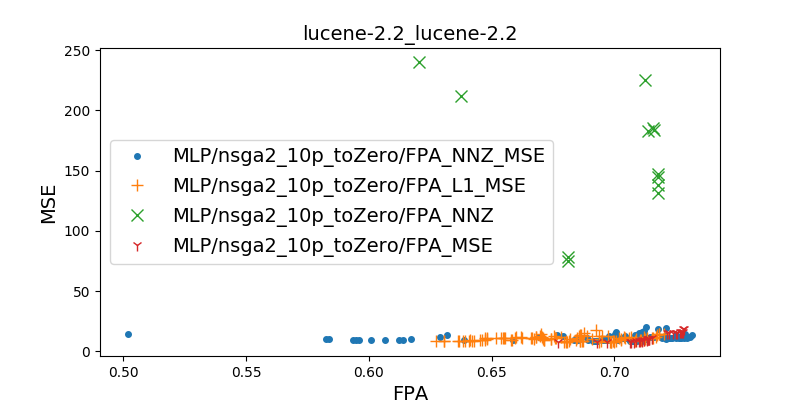 lucene-2.2_lucene-2.2
250
200
150
100
50
0
MSE
MLP/nsga2_10p_toZero/FPA_NNZ_MSE
MLP/nsga2_10p_toZero/FPA_L1_MSE
MLP/nsga2_10p_toZero/FPA_NNZ
MLP/nsga2_10p_toZero/FPA_MSE
0.50 0.55 0.60 0.65 0.70
FPA